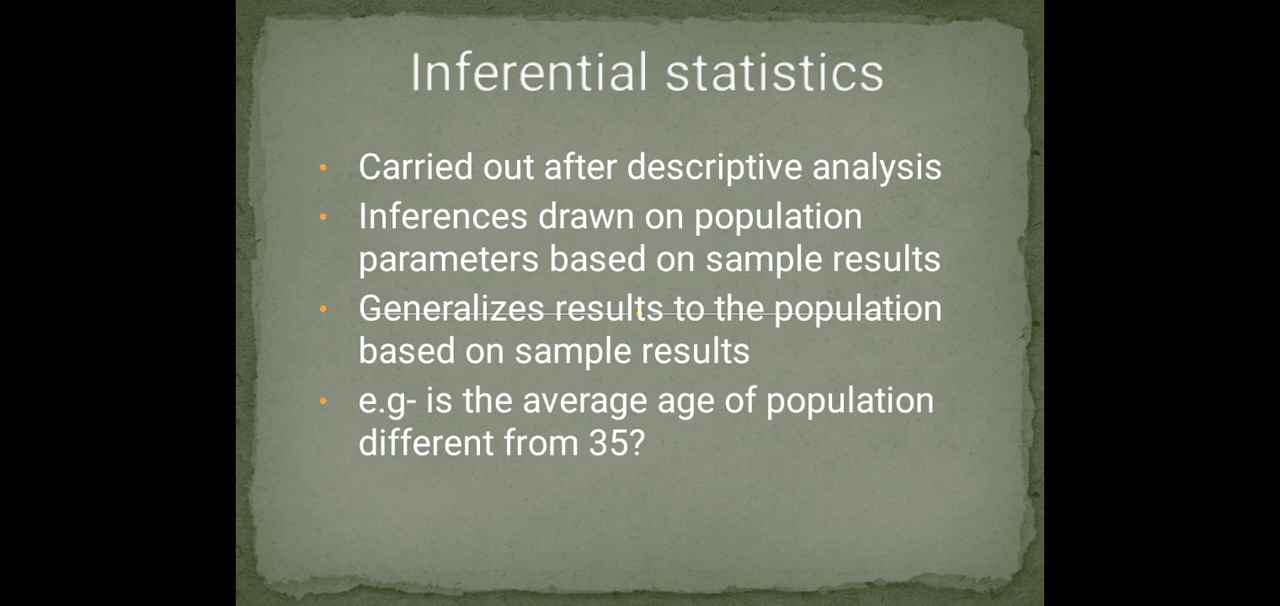 Inferential statistics
• Carried out after descriptive analysis
• Inferences drawn on population
parameters based on sample results
• Generalizes results to the population
based on sample results
• e.g- is the average age of population
different from 35?